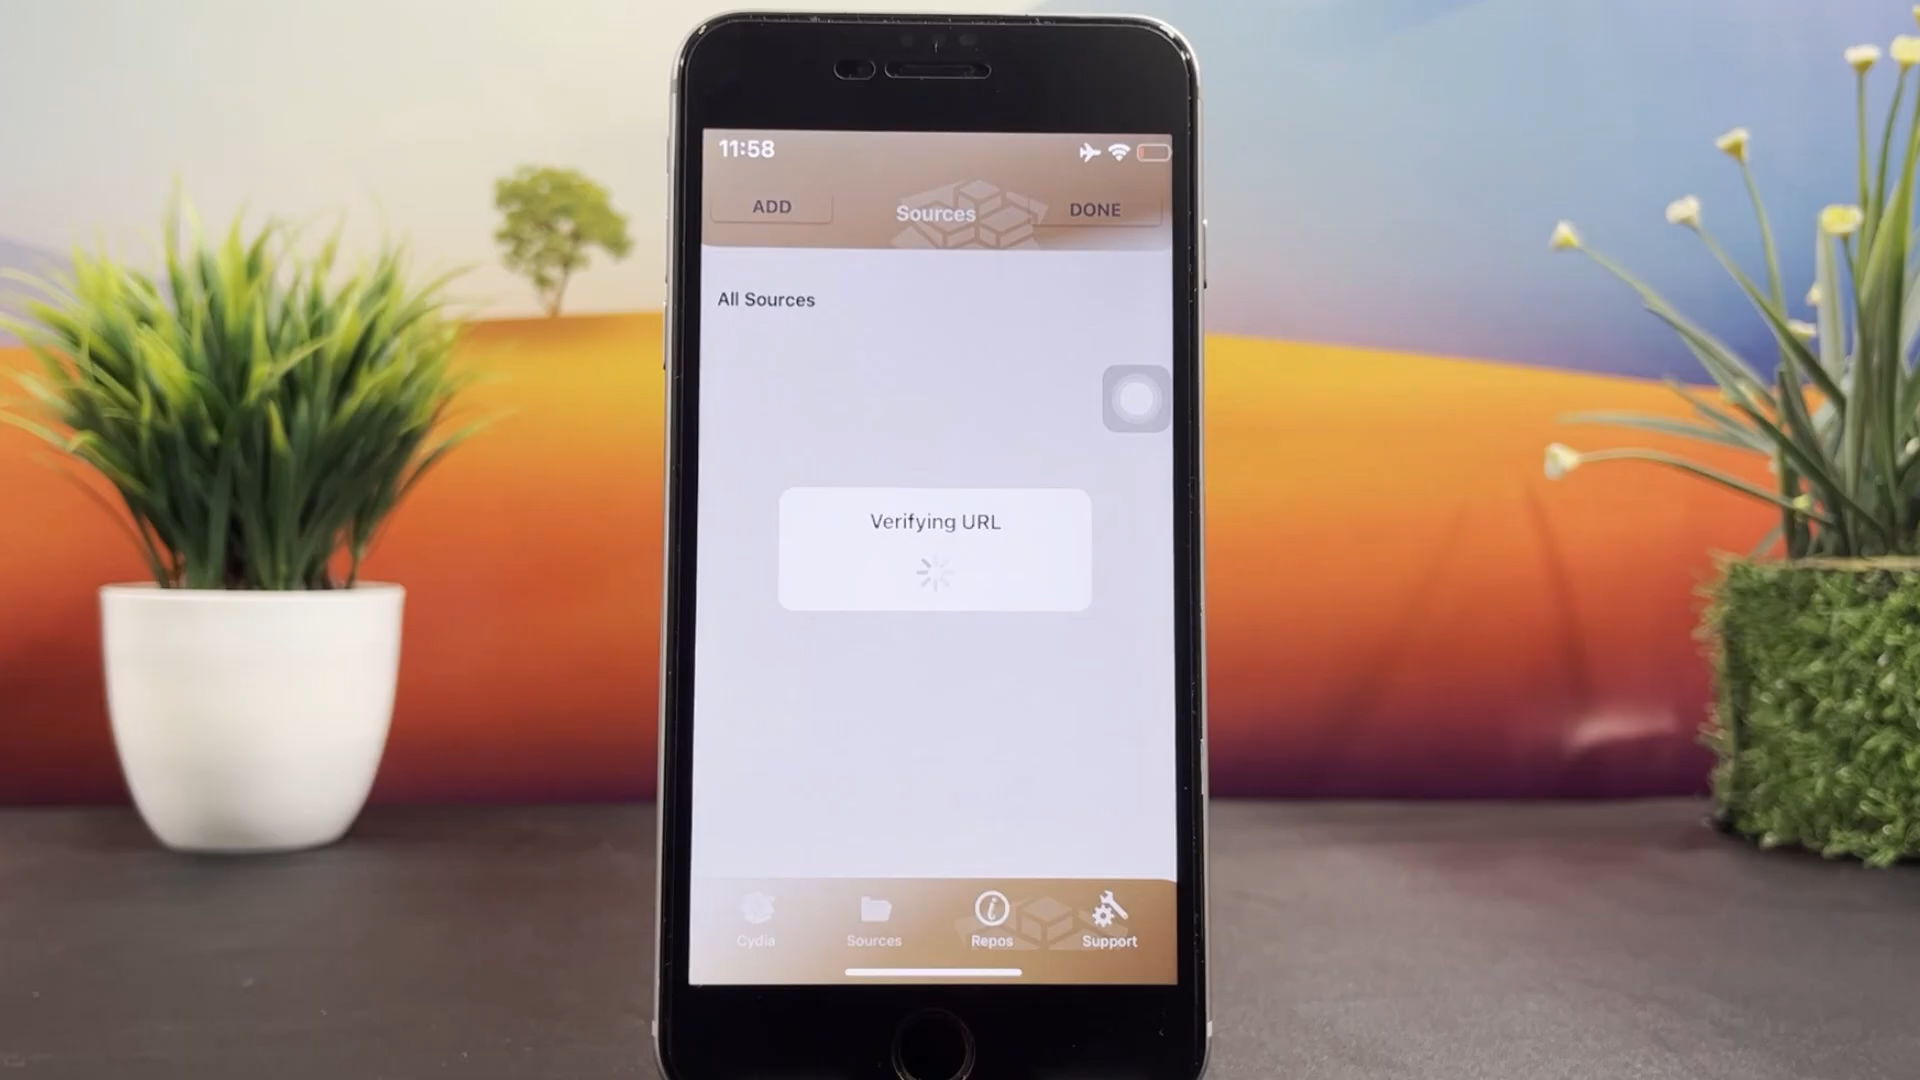 11:58
ADD
Sources
DONE
All Sources
Verifying URL
Cydia
Sources
Repos
Support